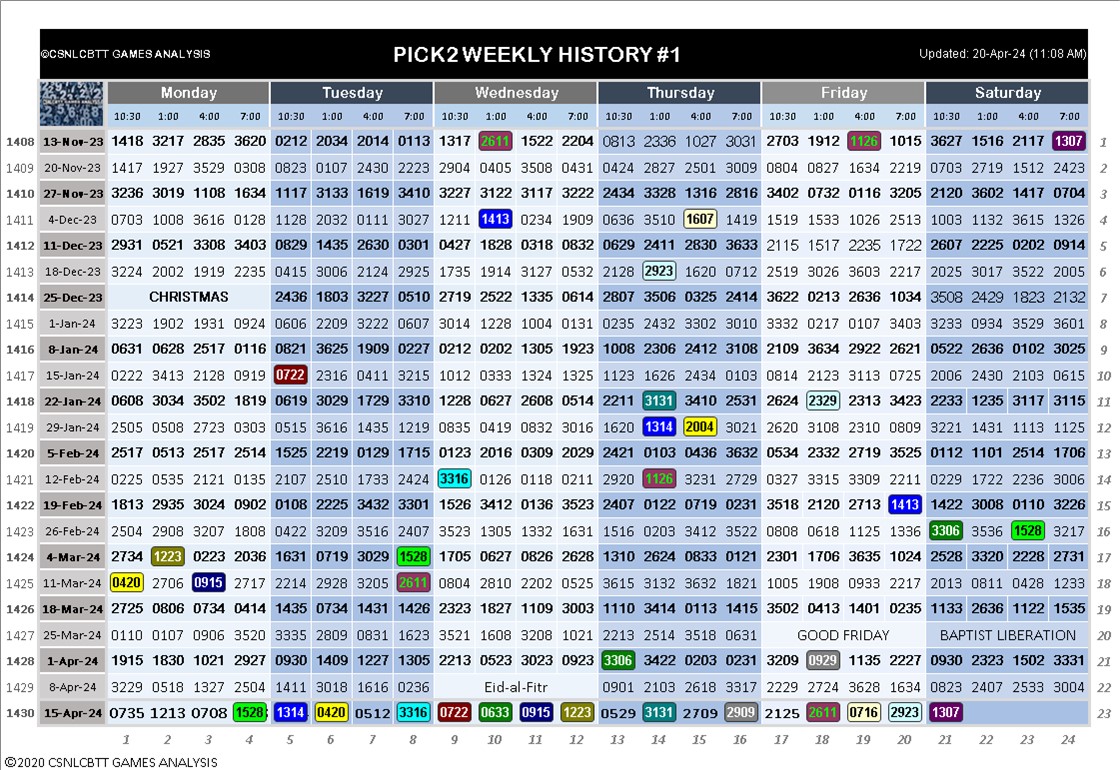 ©CSNLCBTT GAMES ANALYSIS PICK2 WEEKLY HISTORY #1 Updated: 20-Apr-24 (11:08 AM)
Monday Tuesday Wednesday Thursday Friday Saturday
10:30 1:00 4:00 7:00 10:30 1:00 4:00 7:00 10:30 1:00 4:00 7:00 10:30 1:00 4:00 7:00 10:30 1:00 4:00 7:00 10:30 1:00 4:00 7:00
1408 13-Nov-23 1418 3217 2835 3620 0212 2034 2014 0113 1317 2611 1522 2204 0813 2336 1027 3031 2703 1912 1126 1015 3627 1516 2117 1307 1
1409 20-Nov-23 1417 1927 3529 0308 0823 0107 2430 2223 2904 0405 3508 0431 0424 2827 2501 3009 0804 0827 1634 2219 0703 2719 1512 2423 2
1410 27-Nov-23 3236 3019 1108 1634 1117 3133 1619 3410 3227 3122 3117 3222 2434 3328 1316 2816 3402 0732 0116 3205 2120 3602 1417 0704 3
1411 4-Dec-23 0703 1008 3616 0128 1128 2032 0111 3027 1211 1413 0234 1909 0636 3510 1607 1419 1519 1533 1026 2513 1003 1132 3615 1326 4
1412 11-Dec-23 2931 0521 3308 3403 0829 1435 2630 0301 0427 1828 0318 0832 0629 2411 2830 3633 2115 1517 2235 1722 2607 2225 0202 0914 5
1413 18-Dec-23 3224 2002 1919 2235 0415 3006 2124 2925 1735 1914 3127 0532 2128 2923 1620 0712 2519 3026 3603 2217 2025 3017 3522 2005 6
1414 25-Dec-23 CHRISTMAS 2436 1803 3227 0510 2719 2522 1335 0614 2807 3506 0325 2414 3622 0213 2636 1034 3508 2429 1823 2132 7
1415 1-Jan-24 3223 1902 1931 0924 0606 2209 3222 0607 3014 1228 1004 0131 0235 2432 3302 3010 3332 0217 0107 3403 3233 0934 3529 3601 8
1416 8-Jan-24 0631 0628 2517 0116 0821 3625 1909 0227 0212 0202 1305 1923 1008 2306 2412 3108 2109 3634 2922 2621 0522 2636 0102 3025 9
1417 15-Jan-24 0222 3413 2128 0919 0722 2316 0411 3215 1012 0333 1324 1325 1123 1626 2434 0103 0814 2123 3113 0725 2006 2430 2103 0615 10
1418 22-Jan-24 0608 3034 3502 1819 0619 3029 1729 3310 1228 0627 2608 0514 2211 3131 3410 2531 2624 2329 2313 3423 2233 1235 3117 3115 11
1419 29-Jan-24 2505 0508 2723 0303 0515 3616 1435 1219 0835 0419 0832 3016 1620 1314 2004 3021 2620 3108 2310 0809 3221 1431 1113 1125 12
1420 5-Feb-24 2517 0513 2517 2514 1525 2219 0129 1715 0123 2016 0309 2029 2421 0103 0436 3632 0534 2332 2719 3525 0112 1101 2514 1706 13
1421 12-Feb-24 0225 0535 2121 0135 2107 2510 1733 2424 3316 0126 0118 0211 2920 1126 3231 2729 0327 3315 3309 2211 0229 1722 2236 3006 14
1422 19-Feb-24 1813 2935 3024 0902 0108 2225 3432 3301 1526 3412 0136 3523 2407 0122 0719 0231 3518 2120 2713 1413 1422 3008 0110 3226 15
1423 26-Feb-24 2504 2908 3207 1808 0422 3209 3516 2407 3523 1305 1332 1631 1516 0203 3412 3522 0808 0618 1125 1336 3306 3536 1528 3217 16
1424 4-Mar-24 2734 1223 0223 2036 1631 0719 3029 1528 1705 0627 0826 2628 1310 2624 0833 0121 2301 1706 3635 1024 2528 3320 2228 2731 17
1425 11-Mar-24 0420 2706 0915 2717 2214 2928 3205 2611 0804 2810 2202 0525 3615 3132 3632 1821 1005 1908 0933 2217 2013 0811 0428 1233 18
1426 18-Mar-24 2725 0806 0734 0414 1435 0734 1431 1426 2323 1827 1109 3003 1110 3414 0113 1415 3502 0413 1401 0235 1133 2636 1122 1535 19
1427 25-Mar-24 0110 0107 0906 3520 3335 2809 0831 1623 3521 1608 3208 1021 2213 2514 3518 0631 GOOD FRIDAY BAPTIST LIBERATION 20
1428 1-Apr-24 1915 1830 1021 2927 0930 1409 1227 1305 2213 0523 3023 0923 3306 3422 0203 0231 3209 0929 1135 2227 0930 2323 1502 3331 21
1429 8-Apr-24 3229 0518 1327 2504 1411 3018 1616 0236 Eid-al-Fitr 0901 2103 2618 3317 2229 2724 3628 1634 0823 2407 2533 3004 22
1430 15-Apr-24 0735 1213 0708 1528 1314 0420 0512 3316 0722 0633 0915 1223 0529 3131 2709 2909 2125 2611 0716 2923 1307 23
1 2 3 4 5 6 7 8 9 10 11 12 13 14 15 16 17 18 19 20 21 22 23 24
©2020 CSNLCBTT GAMES ANALYSIS